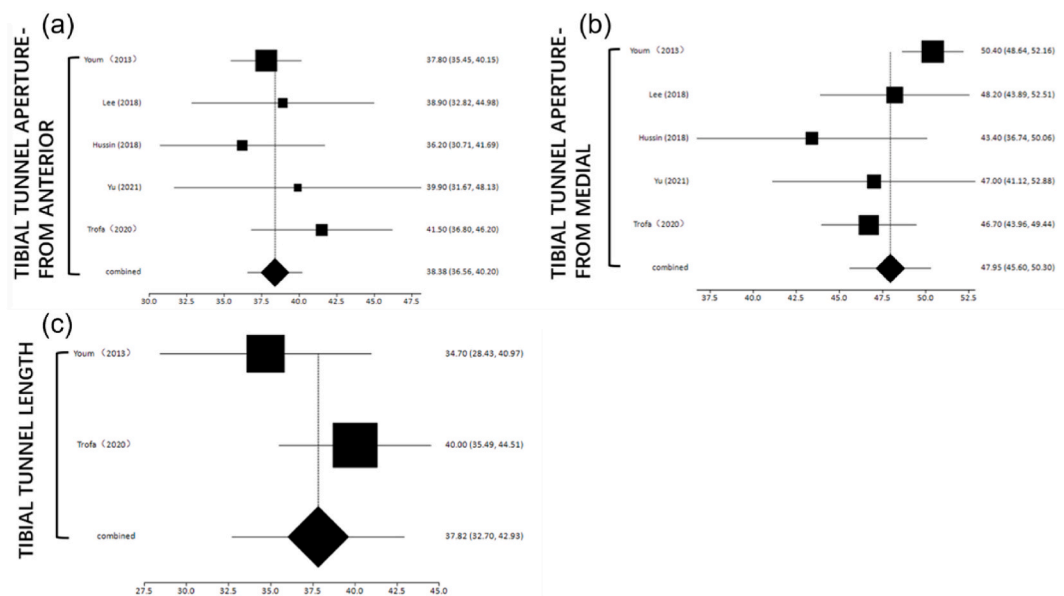 (a)
TIBIAL TUNNEL APERTURE-
FROM ANTERIOR
Youm（2013） 37.80 (35.45, 40.15)
Lee (2018) 38.90 (32.82, 44.98)
Hussin (2018) 36.20 (30.71, 41.69)
Yu (2021) 39.90 (31.67, 48.13)
Trofa（2020） 41.50 (36.80, 46.20)
combined 38.38 (36.56, 40.20)
30.0 32.5 35.0 37.5 40.0 42.5 45.0 47.5
(b)
TIBIAL TUNNEL APERTURE-
FROM MEDIAL
Youm（2013） 50.40 (48.64, 52.16)
Lee (2018) 48.20 (43.89, 52.51)
Hussin (2018) 43.40 (36.74, 50.06)
Yu (2021) 47.00 (41.12, 52.88)
Trofa（2020） 46.70 (43.96, 49.44)
combined 47.95 (45.60, 50.30)
37.5 40.0 42.5 45.0 47.5 50.0 52.5
(c)
TIBIAL TUNNEL LENGTH
Youm（2013） 34.70 (28.43, 40.97)
Trofa（2020） 40.00 (35.49, 44.51)
combined 37.82 (32.70, 42.93)
27.5 30.0 32.5 35.0 37.5 40.0 42.5 45.0